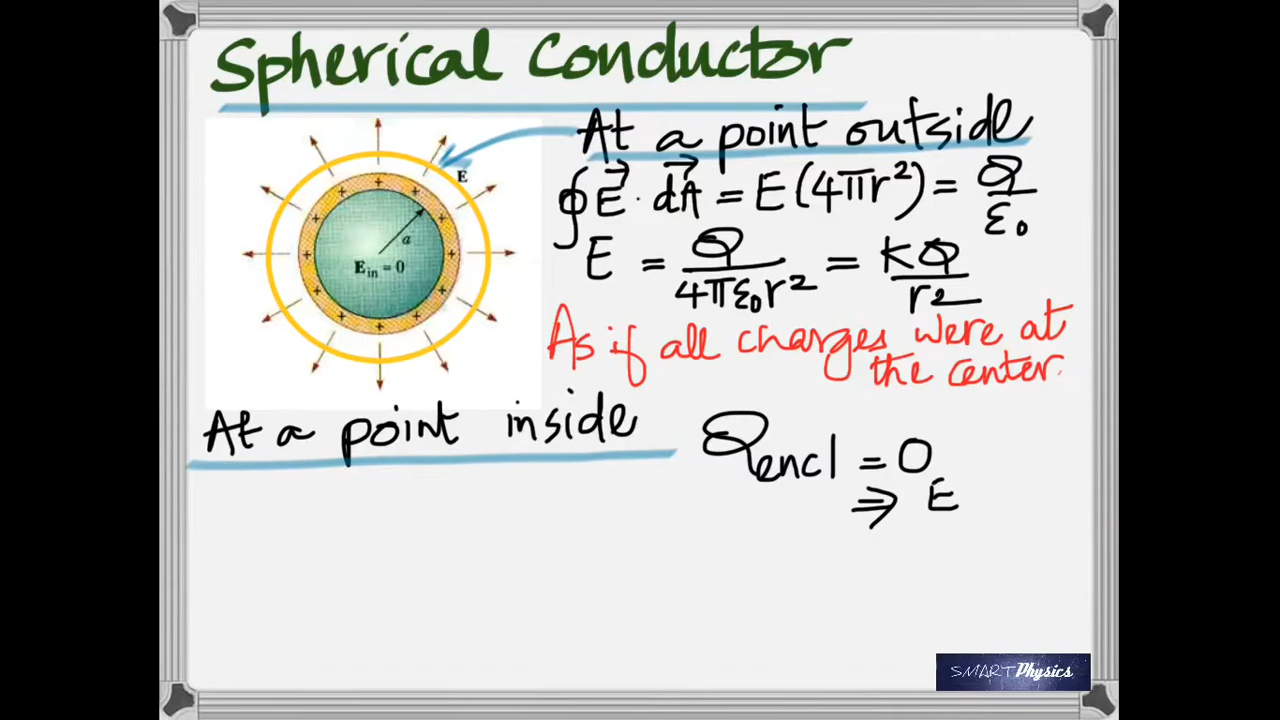 Spherical Conductor
At a point outside
E
a
E_in = 0
∮E⃗ · dA⃗ = E(4πr²) = Q/ε₀
E = Q/4πε₀r² = kQ/r²
As if all charges were at
the center.
At a point inside
Q_encl = 0
⇒ E
SMARTPhysics